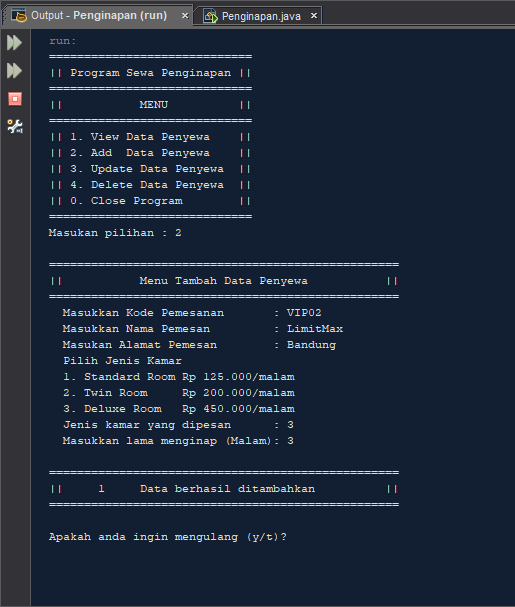 Output - Penginapan (run) × Penginapan.java ×
run:
=============================
|| Program Sewa Penginapan ||
=============================
||           MENU          ||
=============================
|| 1. View Data Penyewa    ||
|| 2. Add  Data Penyewa    ||
|| 3. Update Data Penyewa  ||
|| 4. Delete Data Penyewa  ||
|| 0. Close Program        ||
=============================
Masukan pilihan : 2
==================================================
||           Menu Tambah Data Penyewa           ||
==================================================
  Masukkan Kode Pemesanan       : VIP02
  Masukkan Nama Pemesan         : LimitMax
  Masukan Alamat Pemesan        : Bandung
  Pilih Jenis Kamar
  1. Standard Room Rp 125.000/malam
  2. Twin Room     Rp 200.000/malam
  3. Deluxe Room   Rp 450.000/malam
  Jenis kamar yang dipesan      : 3
  Masukkan lama menginap (Malam): 3
==================================================
||     1     Data berhasil ditambahkan          ||
==================================================
Apakah anda ingin mengulang (y/t)?